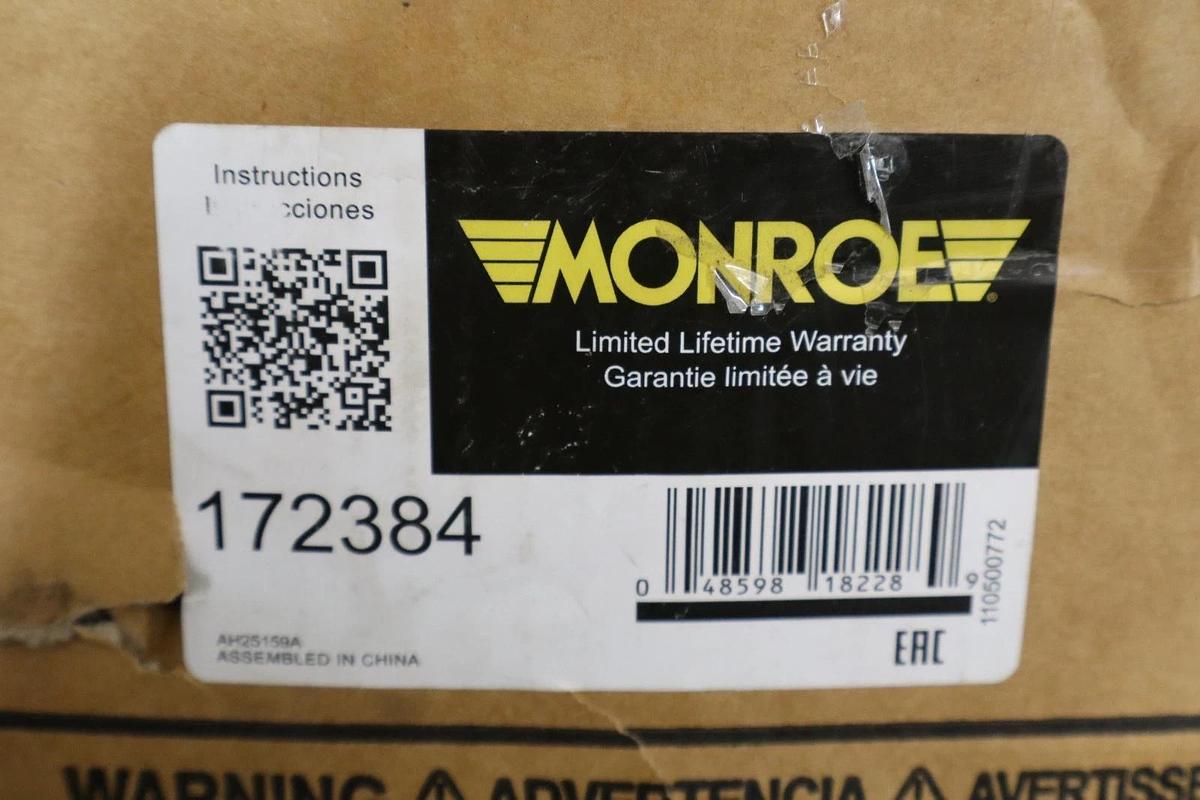 Instructions
MONROE
Limited Lifetime Warranty
Garantie limitée à vie
172384
0 48598 18228 9
110500772
AH25159A
ASSEMBLED IN CHINA
EAC
WARNING ⚠ ADVERTENCIA ⚠